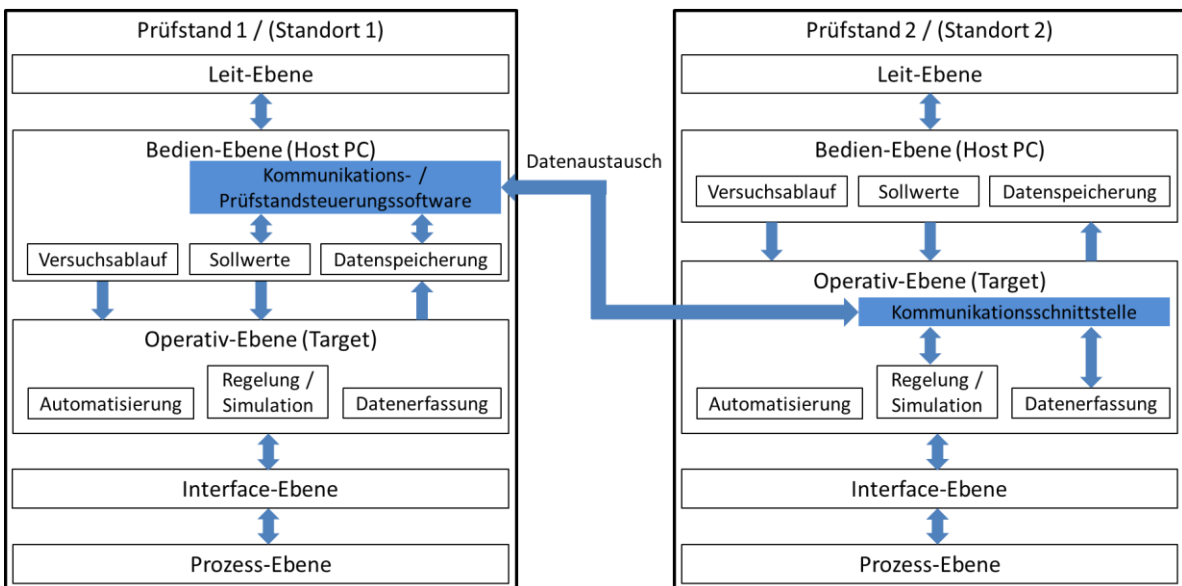 Prüfstand 1 / (Standort 1)
Leit-Ebene
Bedien-Ebene (Host PC)
Kommunikations- /
Prüfstandsteuerungssoftware
Versuchsablauf
Sollwerte
Datenspeicherung
Operativ-Ebene (Target)
Automatisierung
Regelung /
Simulation
Datenerfassung
Interface-Ebene
Prozess-Ebene
Datenaustausch
Prüfstand 2 / (Standort 2)
Leit-Ebene
Bedien-Ebene (Host PC)
Versuchsablauf
Sollwerte
Datenspeicherung
Operativ-Ebene (Target)
Kommunikationsschnittstelle
Automatisierung
Regelung /
Simulation
Datenerfassung
Interface-Ebene
Prozess-Ebene